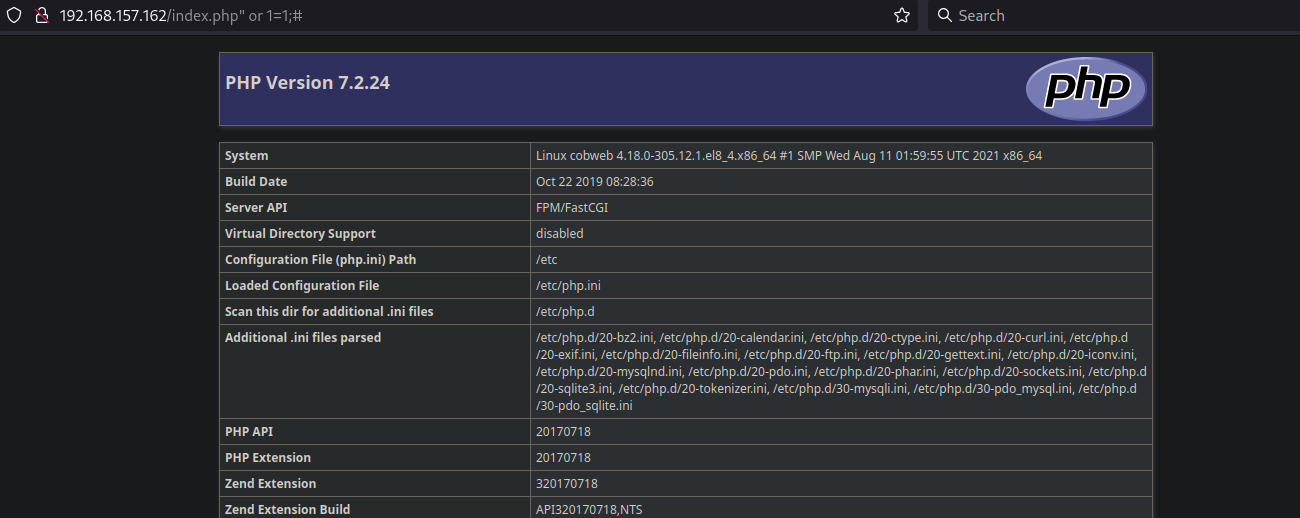 192.168.157.162/index.php" or 1=1;#
Search
PHP Version 7.2.24
php
System Linux cobweb 4.18.0-305.12.1.el8_4.x86_64 #1 SMP Wed Aug 11 01:59:55 UTC 2021 x86_64
Build Date Oct 22 2019 08:28:36
Server API FPM/FastCGI
Virtual Directory Support disabled
Configuration File (php.ini) Path /etc
Loaded Configuration File /etc/php.ini
Scan this dir for additional .ini files /etc/php.d
Additional .ini files parsed /etc/php.d/20-bz2.ini, /etc/php.d/20-calendar.ini, /etc/php.d/20-ctype.ini, /etc/php.d/20-curl.ini, /etc/php.d
/20-exif.ini, /etc/php.d/20-fileinfo.ini, /etc/php.d/20-ftp.ini, /etc/php.d/20-gettext.ini, /etc/php.d/20-iconv.ini,
/etc/php.d/20-mysqlnd.ini, /etc/php.d/20-pdo.ini, /etc/php.d/20-phar.ini, /etc/php.d/20-sockets.ini, /etc/php.d
/20-sqlite3.ini, /etc/php.d/20-tokenizer.ini, /etc/php.d/30-mysqli.ini, /etc/php.d/30-pdo_mysql.ini, /etc/php.d
/30-pdo_sqlite.ini
PHP API 20170718
PHP Extension 20170718
Zend Extension 320170718
Zend Extension Build API320170718,NTS